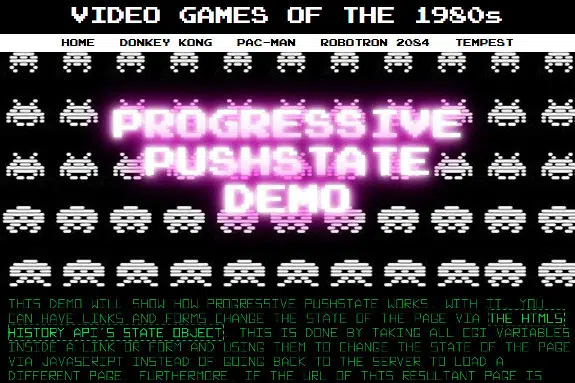 VIDEO GAMES OF THE 1980s
HOME DONKEY KONG PAC-MAN ROBOTRON 2084 TEMPEST
PROGRESSIVE
PUSHSTATE
DEMO
THIS DEMO WILL SHOW HOW PROGRESSIVE PUSHSTATE WORKS. WITH IT, YOU
CAN HAVE LINKS AND FORMS CHANGE THE STATE OF THE PAGE VIA THE HTML5
HISTORY API'S STATE OBJECT. THIS IS DONE BY TAKING ALL CGI VARIABLES
INSIDE A LINK OR FORM AND USING THEM TO CHANGE THE STATE OF THE PAGE
VIA JAVASCRIPT INSTEAD OF GOING BACK TO THE SERVER TO LOAD A
DIFFERENT PAGE. FURTHERMORE, IF THE URL OF THIS RESULTANT PAGE IS